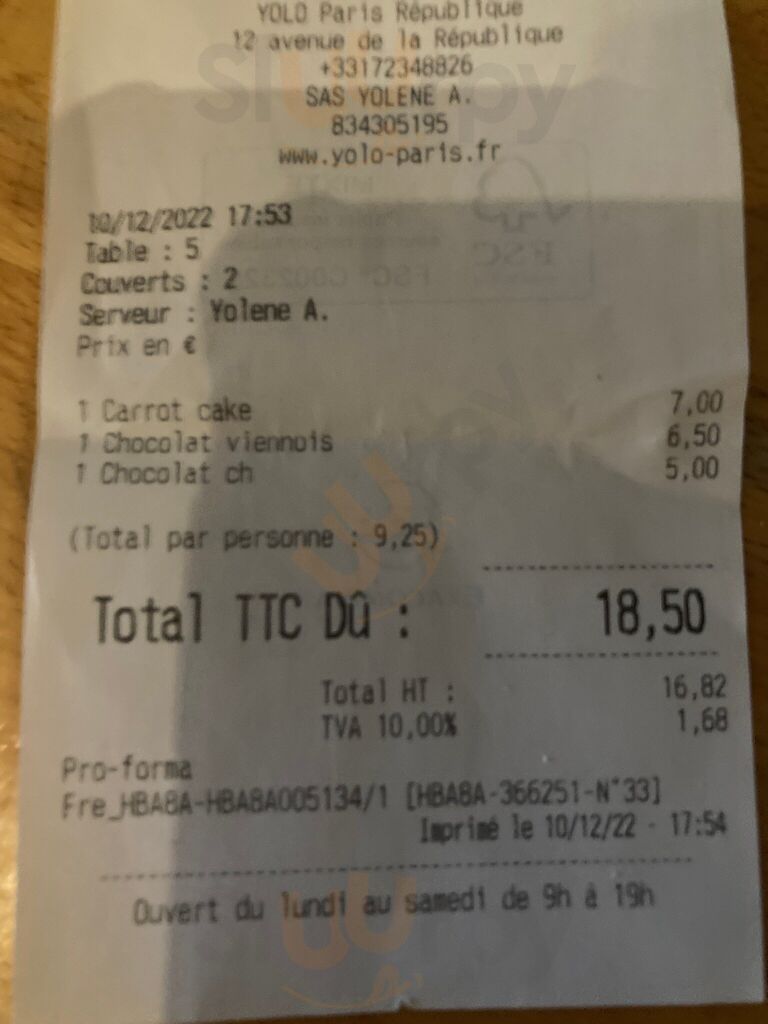 YOLO Paris République
12 avenue de la République
+33172348826
SAS YOLENE A.
834305195
www.yolo-paris.fr
10/12/2022 17:53
Table : 5
Couverts : 2
Serveur : Yolene A.
Prix en €
1 Carrot cake 7,00
1 Chocolat viennois 6,50
1 Chocolat ch 5,00
(Total par personne : 9,25)
Total TTC Dû : 18,50
Total HT : 16,82
TVA 10,00% 1,68
Pro-forma
Fre_HBA8A-HBA8A005134/1 [HBA8A-366251-N°33]
Imprimé le 10/12/22 - 17:54
Ouvert du lundi au samedi de 9h à 19h